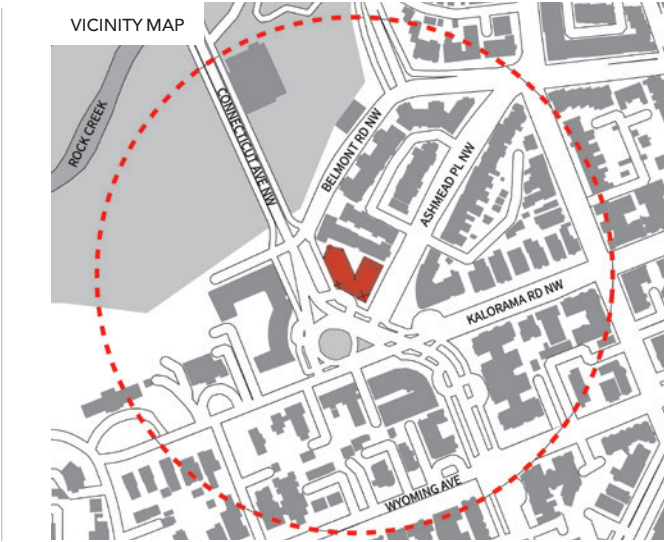 VICINITY MAP
ROCK CREEK
CONNECTICUT AVE NW
BELMONT RD NW
ASHMEAD PL NW
KALORAMA RD NW
WYOMING AVE